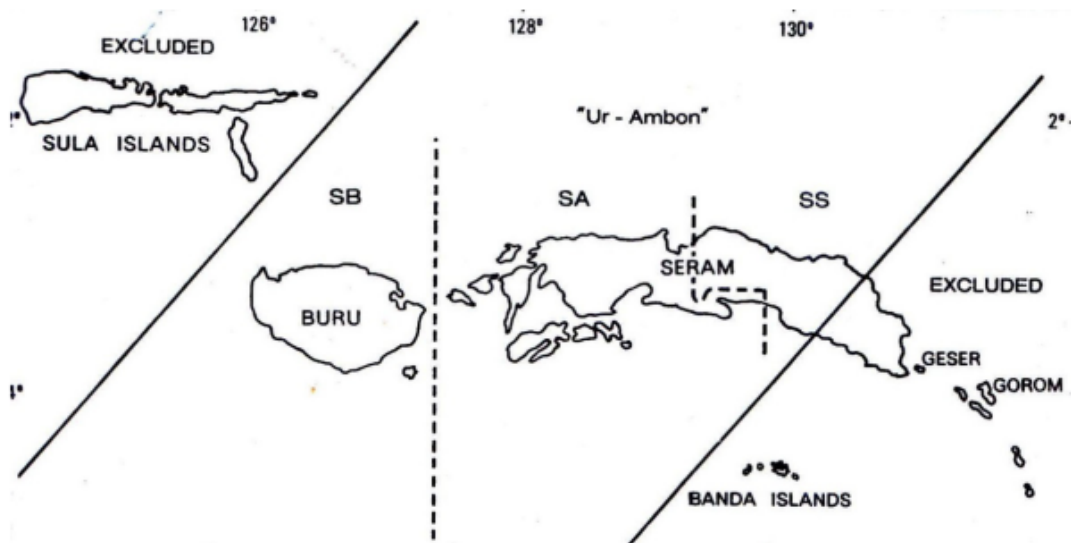 126°
128°
130°
EXCLUDED
"Ur - Ambon"
2°
SULA ISLANDS
SB
SA
SS
SERAM
EXCLUDED
BURU
GESER
GOROM
BANDA ISLANDS